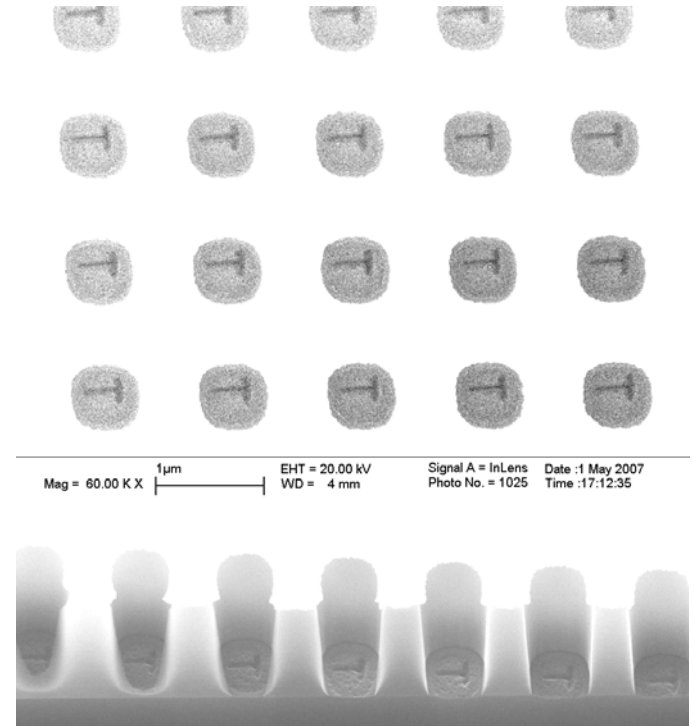 1µm
Mag = 60.00 K X
EHT = 20.00 kV
WD = 4 mm
Signal A = InLens
Photo No. = 1025
Date :1 May 2007
Time :17:12:35